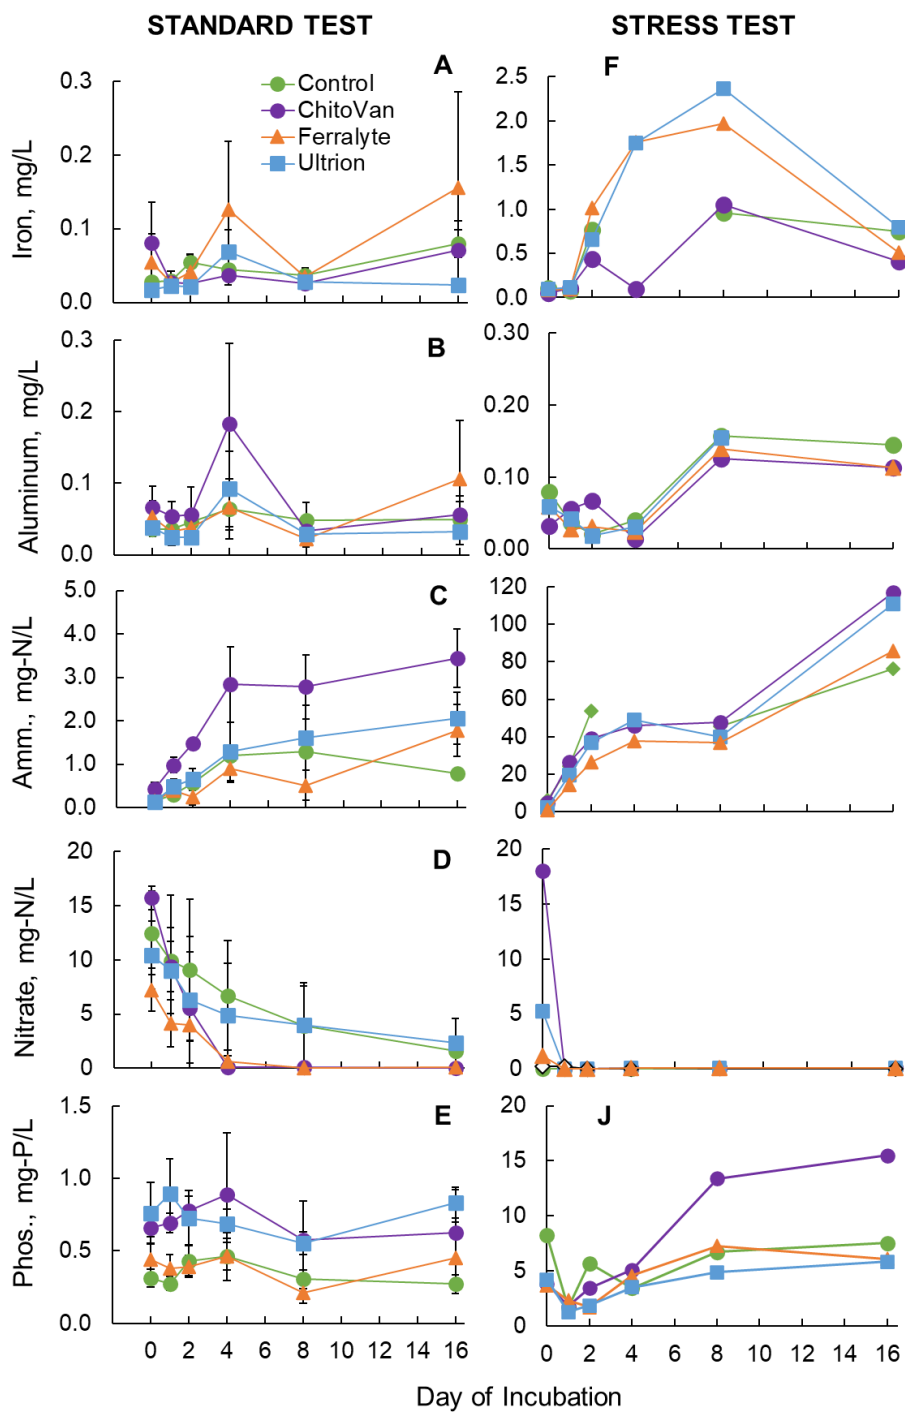 STANDARD TEST
STRESS TEST
A
F
Control
ChitoVan
Ferralyte
Ultrion
Iron, mg/L
0.3
0.2
0.1
0.0
2.5
2.0
1.5
1.0
0.5
0.0
B
Aluminum, mg/L
0.3
0.2
0.1
0.0
0.30
0.20
0.10
0.00
C
Amm., mg-N/L
5.0
4.0
3.0
2.0
1.0
0.0
120
100
80
60
40
20
0
D
Nitrate, mg-N/L
20
15
10
5
0
20
15
10
5
0
E
J
Phos., mg-P/L
1.5
1.0
0.5
0.0
20
15
10
5
0
0 2 4 6 8 10 12 14 16
0 2 4 6 8 10 12 14 16
Day of Incubation